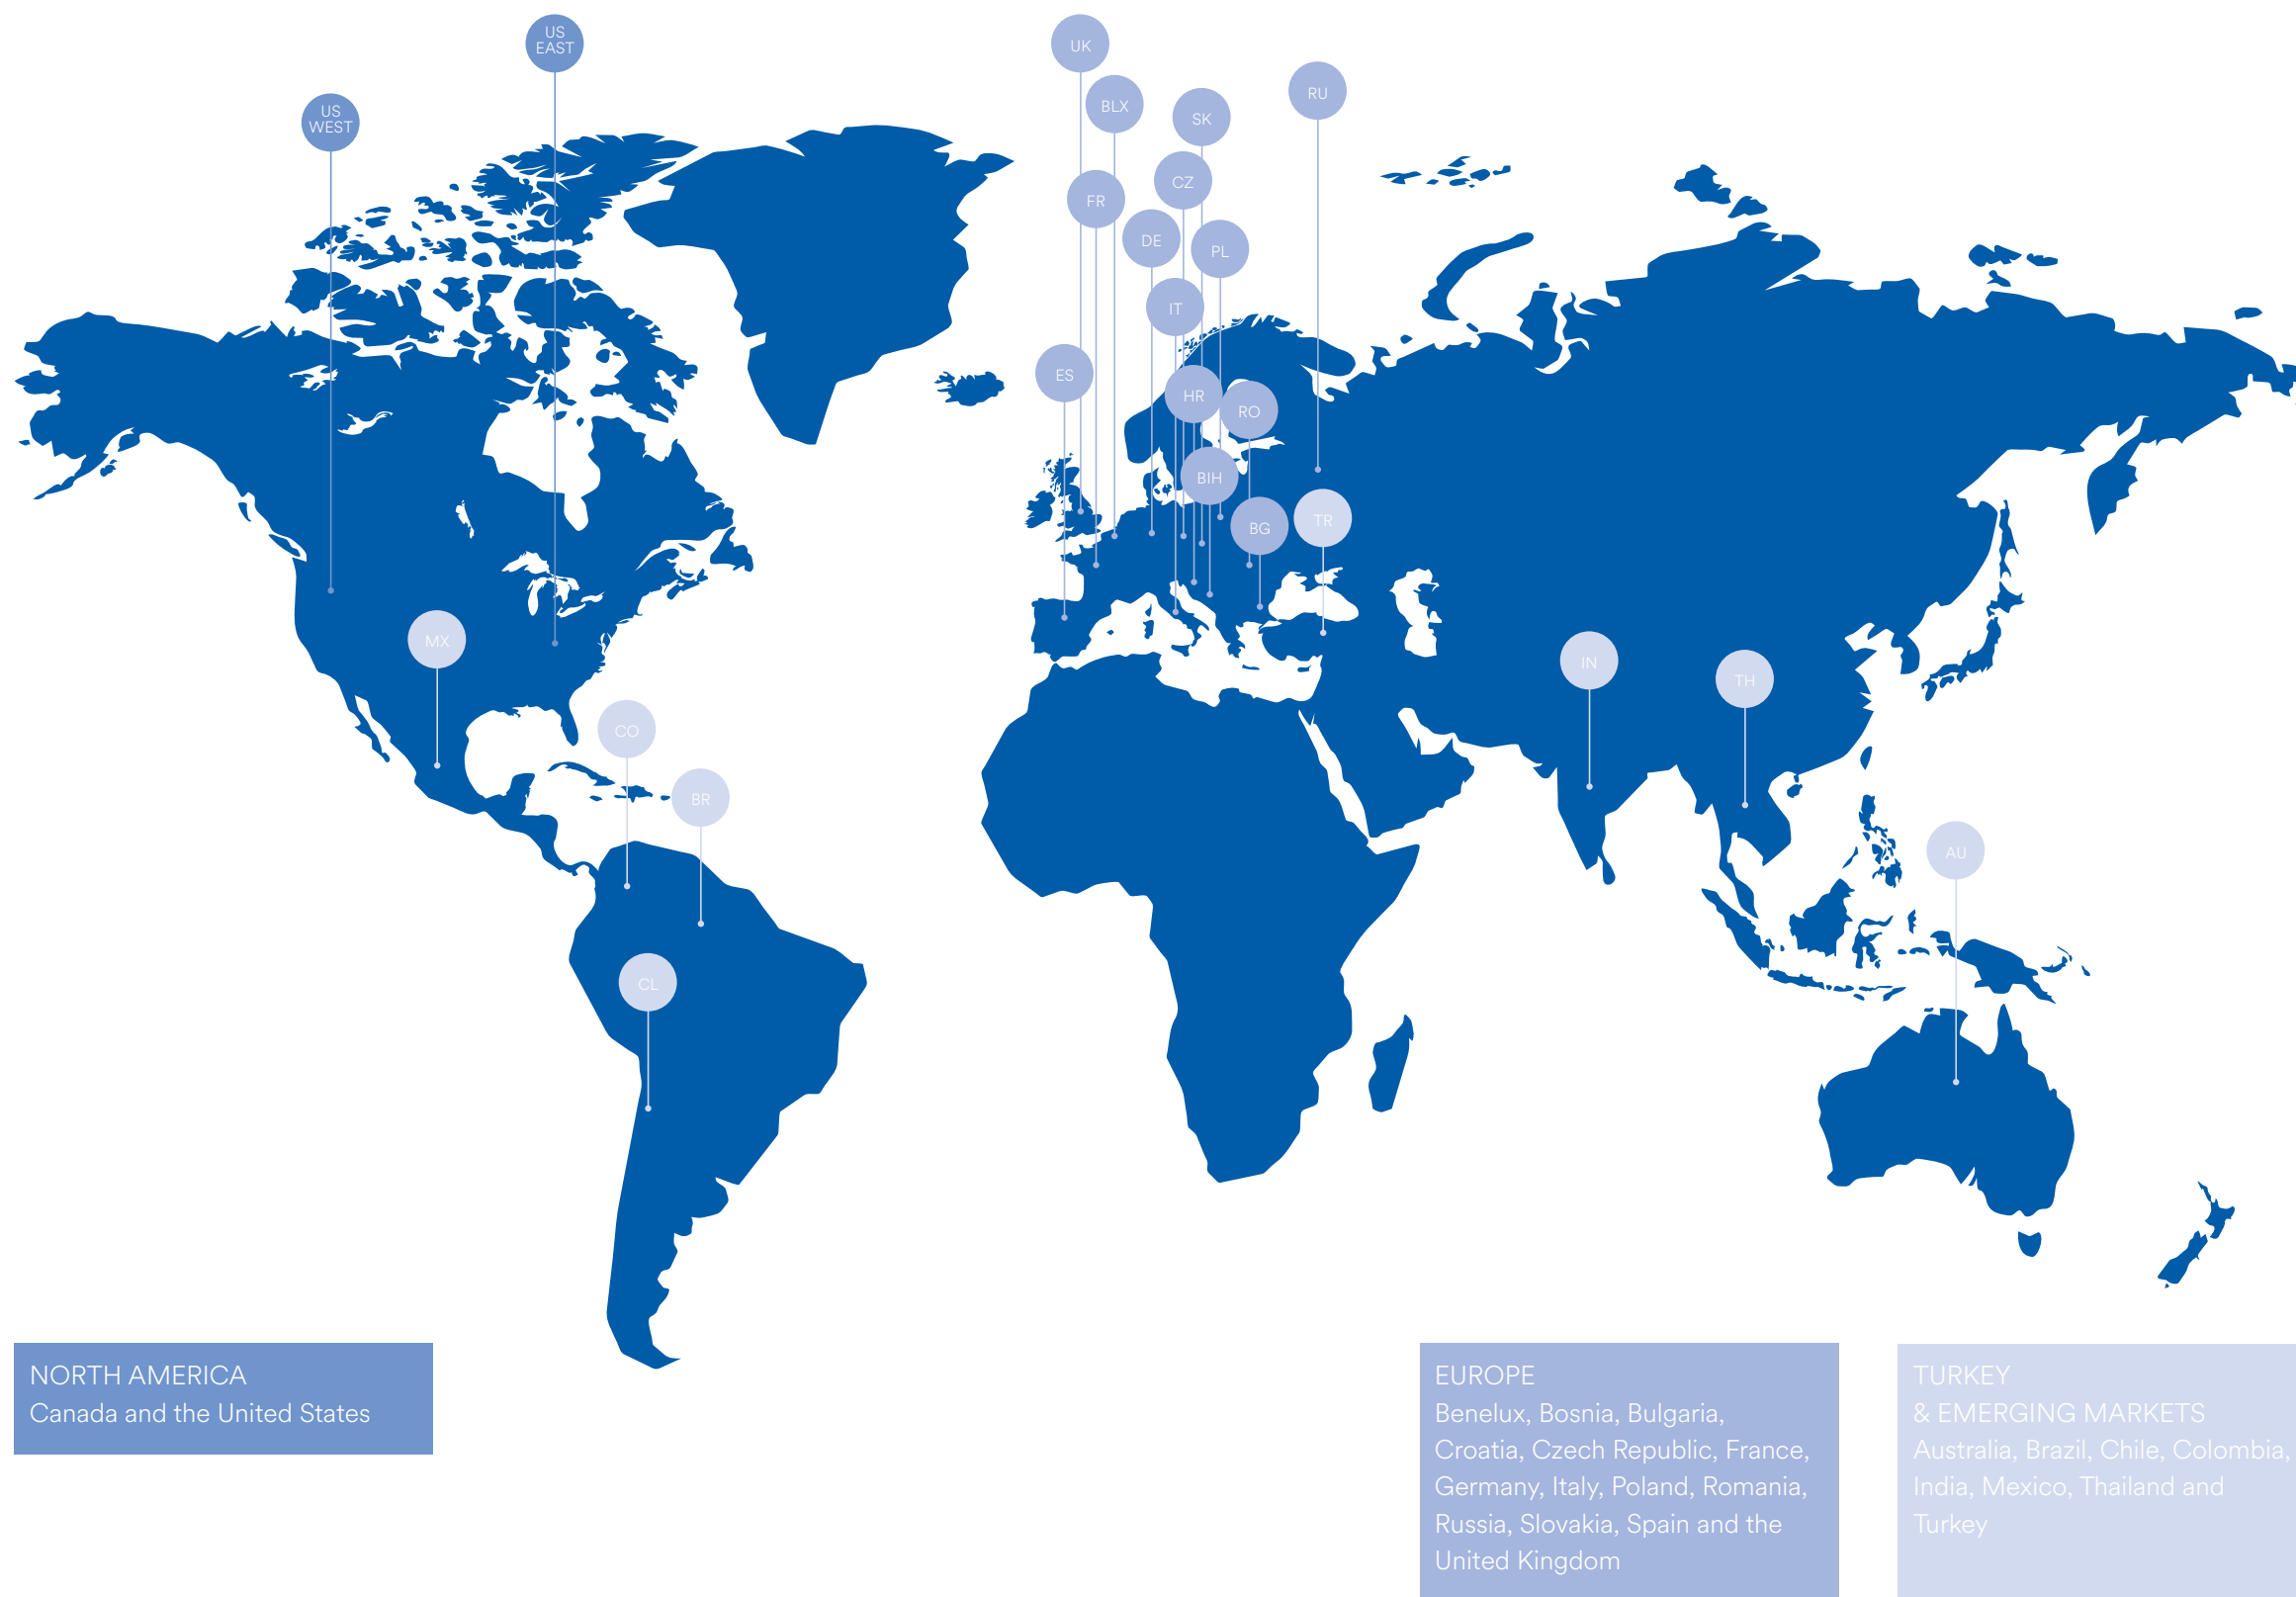 US
EAST
UK
RU
BLX
US
WEST
SK
CZ
FR
DE
PL
IT
ES
HR
RO
BIH
TR
BG
MX
IN
TH
CO
BR
AU
CL
NORTH AMERICA
Canada and the United States
EUROPE
Benelux, Bosnia, Bulgaria,
Croatia, Czech Republic, France,
Germany, Italy, Poland, Romania,
Russia, Slovakia, Spain and the
United Kingdom
TURKEY
& EMERGING MARKETS
Australia, Brazil, Chile, Colombia,
India, Mexico, Thailand and
Turkey